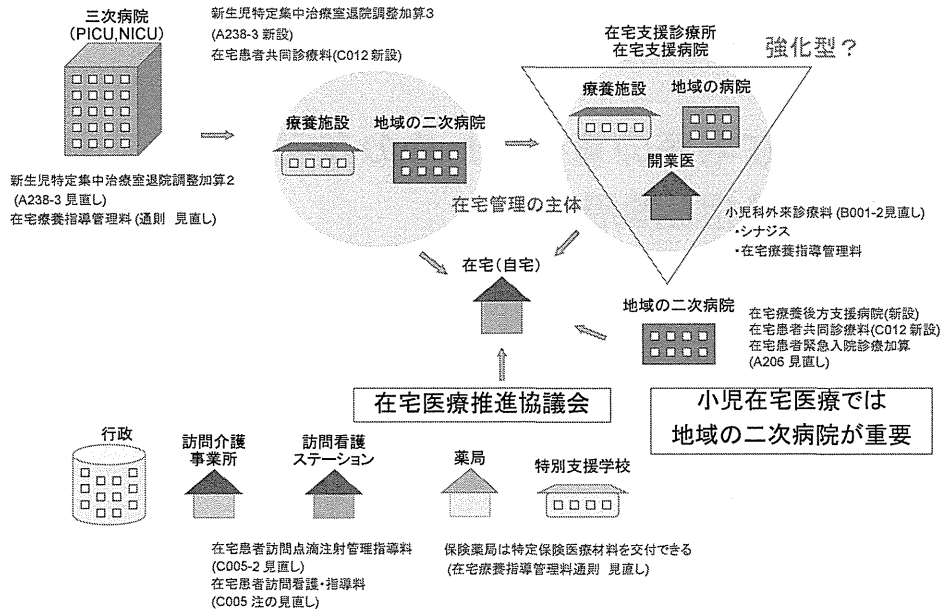 三次病院
(PICU,NICU)
新生児特定集中治療室退院調整加算3
(A238-3 新設)
在宅患者共同診療料(C012 新設)
新生児特定集中治療室退院調整加算2
(A238-3 見直し)
在宅療養指導管理料(通則 見直し)
療養施設
地域の二次病院
在宅管理の主体
在宅支援診療所
在宅支援病院
強化型?
療養施設
地域の病院
開業医
小児科外来診療料(B001-2見直し)
・シナジス
・在宅療養指導管理料
在宅(自宅)
地域の二次病院
在宅療養後方支援病院(新設)
在宅患者共同診療料(C012 新設)
在宅患者緊急入院診療加算
(A206 見直し)
在宅医療推進協議会
小児在宅医療では
地域の二次病院が重要
行政
訪問介護
事業所
訪問看護
ステーション
薬局
特別支援学校
在宅患者訪問点滴注射管理指導料
(C005-2 見直し)
在宅患者訪問看護・指導料
(C005 注の見直し)
保険薬局は特定保険医療材料を交付できる
(在宅療養指導管理料通則 見直し)